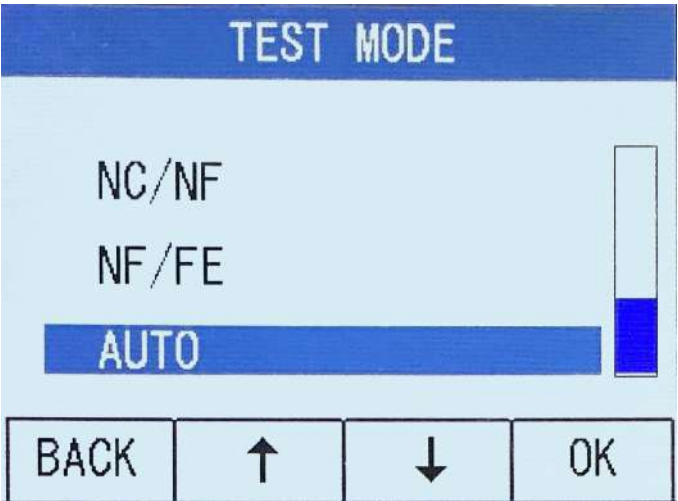 TEST MODE
NC/NF
NF/FE
AUTO
BACK ↑ ↓ OK